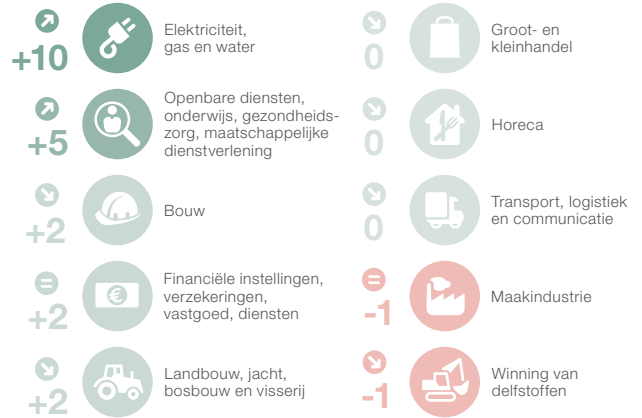 +10
Elektriciteit,
gas en water
+5
Openbare diensten,
onderwijs, gezondheids-
zorg, maatschappelijke
dienstverlening
+2
Bouw
=
+2
€
Financiële instellingen,
verzekeringen,
vastgoed, diensten
+2
Landbouw, jacht,
bosbouw en visserij
0
Groot- en
kleinhandel
0
Horeca
0
Transport, logistiek
en communicatie
=
-1
Maakindustrie
-1
Winning van
delfstoffen